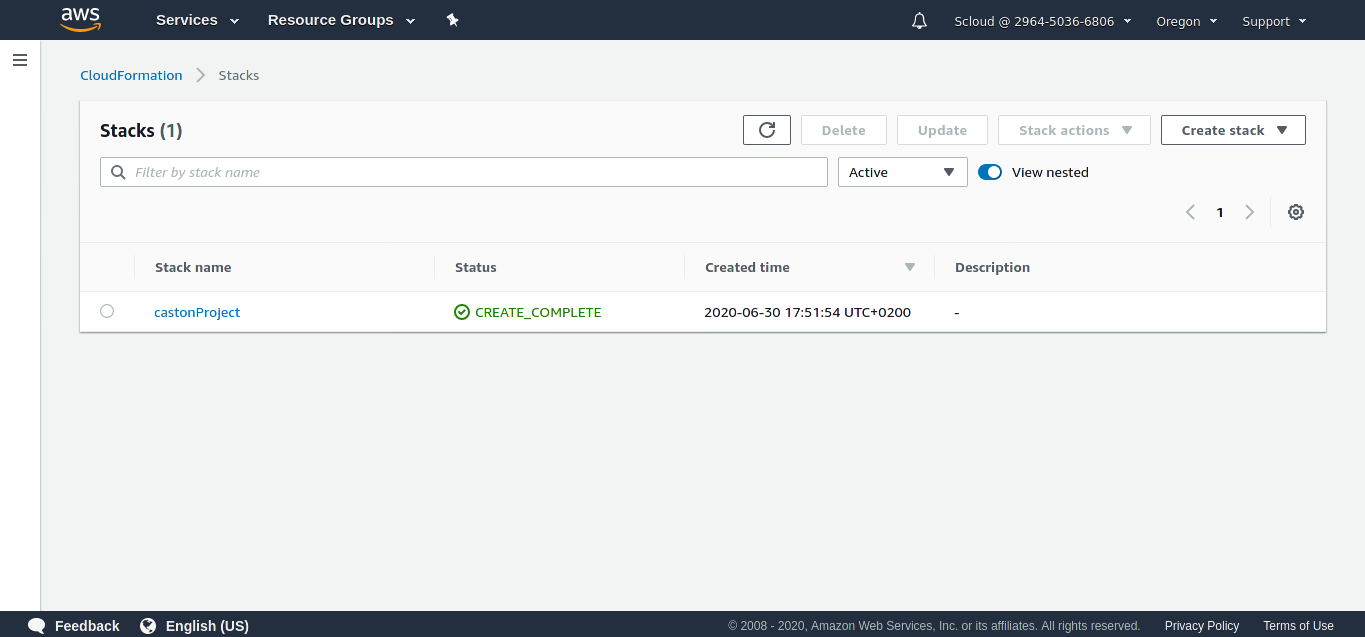 aws Services Resource Groups Scloud @ 2964-5036-6806 Oregon Support
CloudFormation Stacks
Stacks (1) Delete Update Stack actions Create stack
Filter by stack name Active View nested
1
Stack name Status Created time Description
castonProject CREATE_COMPLETE 2020-06-30 17:51:54 UTC+0200 -
Feedback English (US) © 2008 - 2020, Amazon Web Services, Inc. or its affiliates. All rights reserved. Privacy Policy Terms of Use